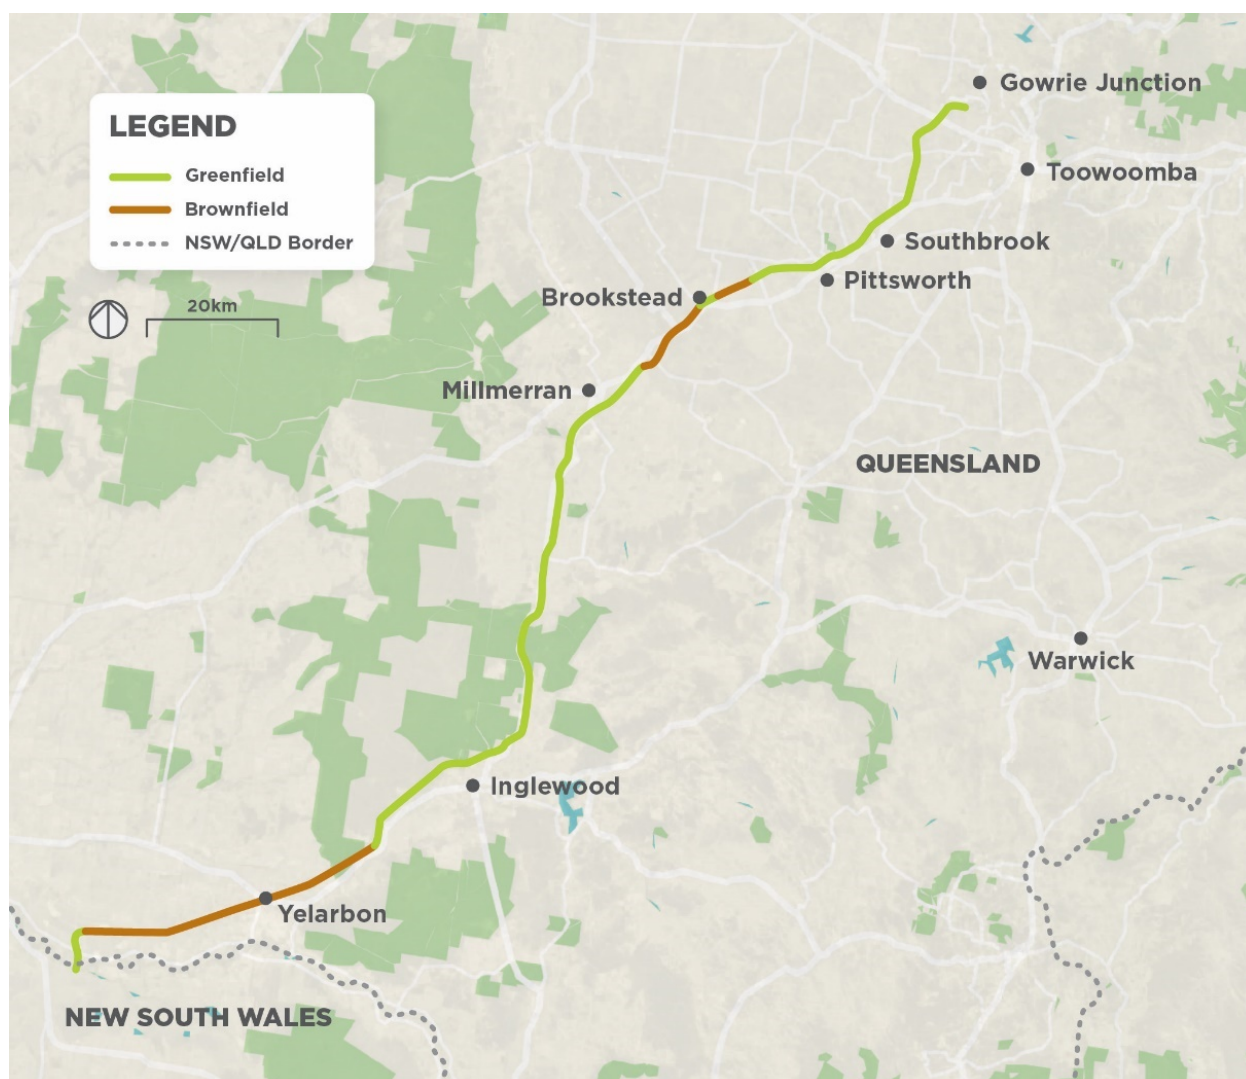 Gowrie Junction
LEGEND
Greenfield
Brownfield
NSW/QLD Border
Toowoomba
Southbrook
Pittsworth
Brookstead
20km
Millmerran
QUEENSLAND
Warwick
Inglewood
Yelarbon
NEW SOUTH WALES